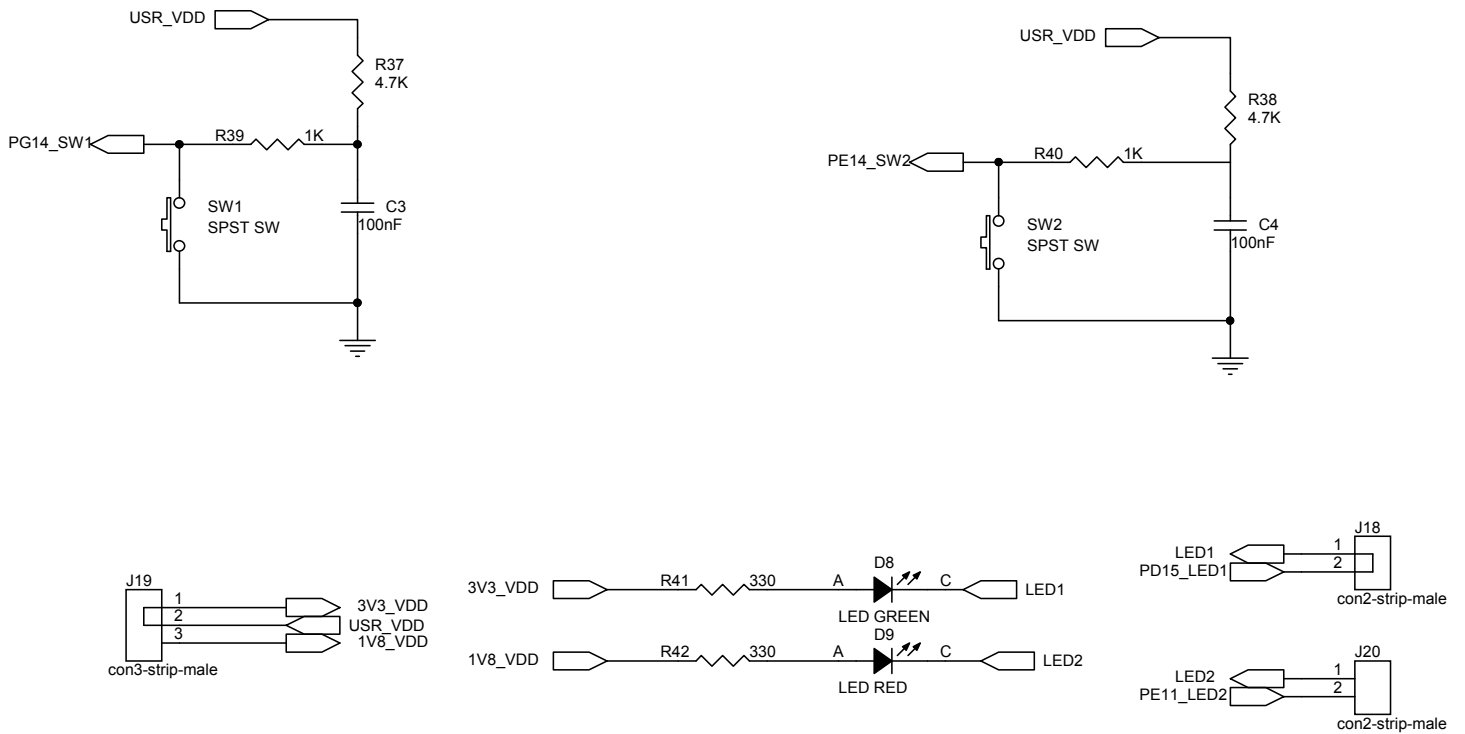 USR_VDD
R37
4.7K
PG14_SW1
R39
1K
SW1
SPST SW
C3
100nF
USR_VDD
R38
4.7K
PE14_SW2
R40
1K
SW2
SPST SW
C4
100nF
J19
1
2
3
3V3_VDD
USR_VDD
1V8_VDD
con3-strip-male
3V3_VDD
R41
330
A
D8
C
LED1
LED GREEN
1V8_VDD
R42
330
A
D9
C
LED2
LED RED
J18
LED1
1
PD15_LED1
2
con2-strip-male
J20
LED2
1
PE11_LED2
2
con2-strip-male